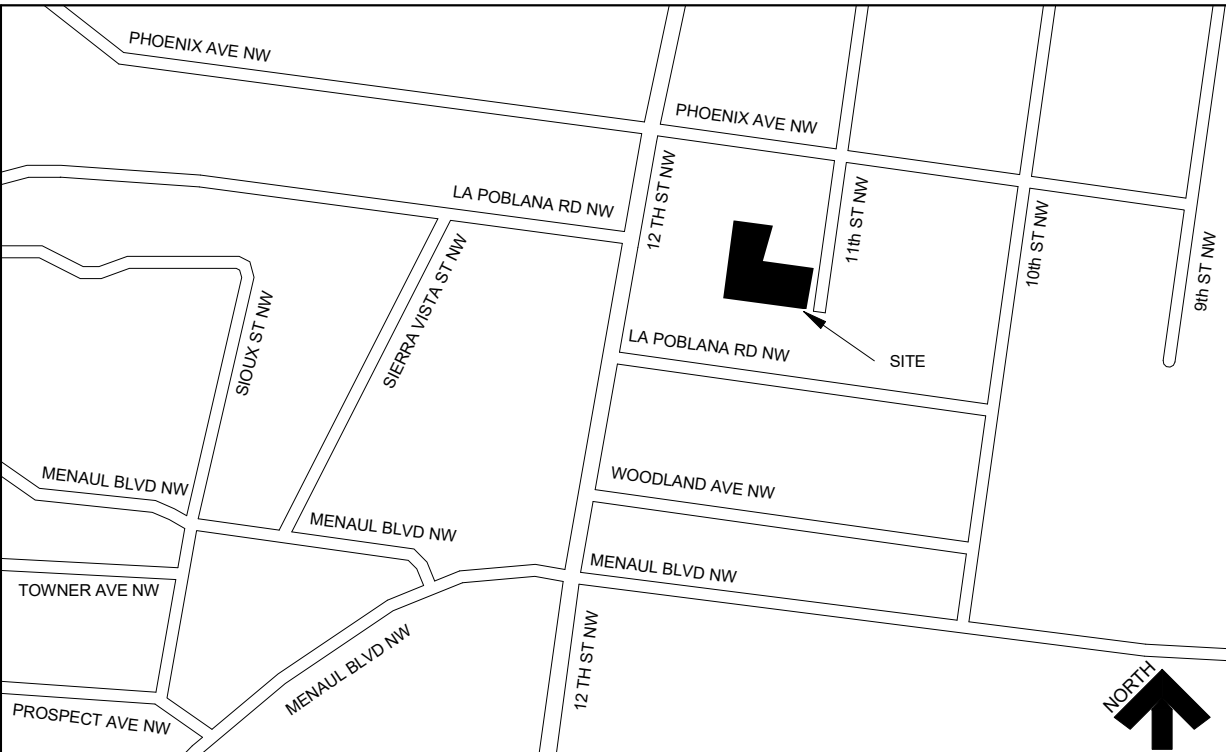 PHOENIX AVE NW
PHOENIX AVE NW
LA POBLANA RD NW
12 TH ST NW
11th ST NW
10th ST NW
9th ST NW
SIERRA VISTA ST NW
SIOUX ST NW
LA POBLANA RD NW
SITE
MENAUL BLVD NW
WOODLAND AVE NW
MENAUL BLVD NW
MENAUL BLVD NW
TOWNER AVE NW
MENAUL BLVD NW
12 TH ST NW
NORTH
PROSPECT AVE NW